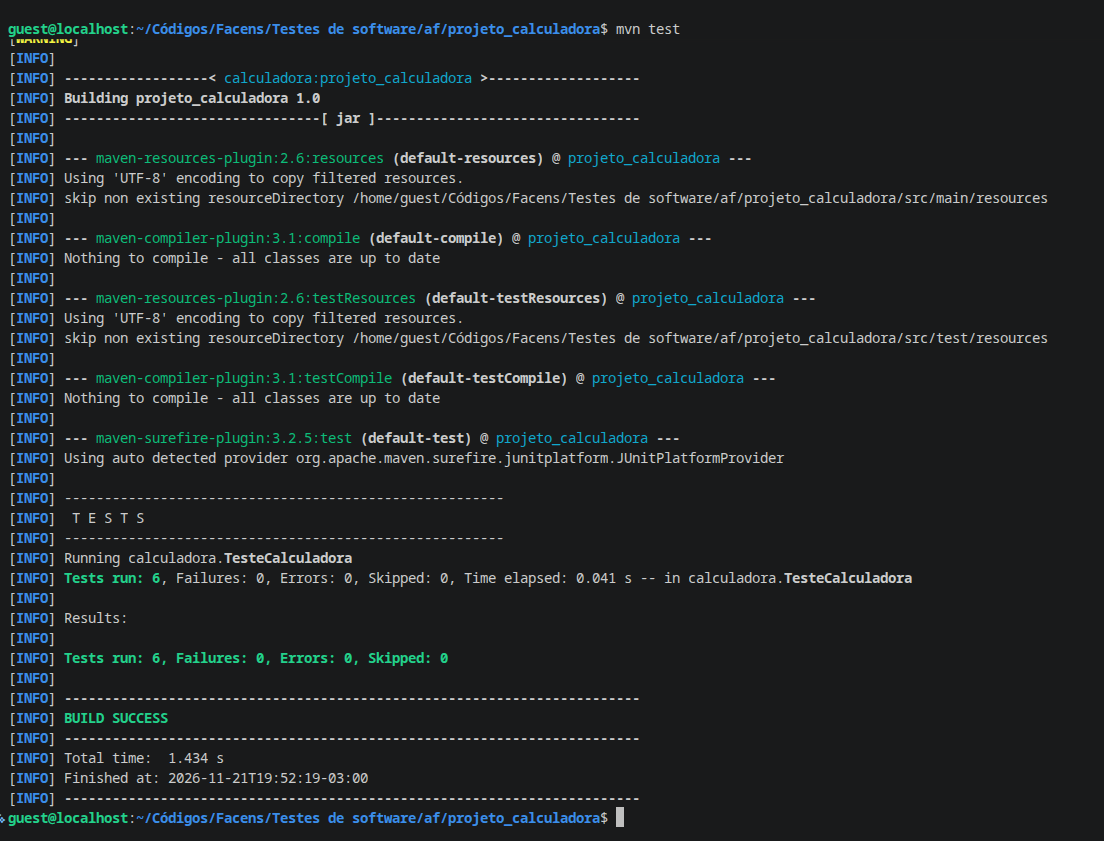 guest@localhost:~/Códigos/Facens/Testes de software/af/projeto_calculadora$ mvn test
[WARNING]
[INFO]
[INFO] ------------------< calculadora:projeto_calculadora >-------------------
[INFO] Building projeto_calculadora 1.0
[INFO] --------------------------------[ jar ]---------------------------------
[INFO]
[INFO] --- maven-resources-plugin:2.6:resources (default-resources) @ projeto_calculadora ---
[INFO] Using 'UTF-8' encoding to copy filtered resources.
[INFO] skip non existing resourceDirectory /home/guest/Códigos/Facens/Testes de software/af/projeto_calculadora/src/main/resources
[INFO]
[INFO] --- maven-compiler-plugin:3.1:compile (default-compile) @ projeto_calculadora ---
[INFO] Nothing to compile - all classes are up to date
[INFO]
[INFO] --- maven-resources-plugin:2.6:testResources (default-testResources) @ projeto_calculadora ---
[INFO] Using 'UTF-8' encoding to copy filtered resources.
[INFO] skip non existing resourceDirectory /home/guest/Códigos/Facens/Testes de software/af/projeto_calculadora/src/test/resources
[INFO]
[INFO] --- maven-compiler-plugin:3.1:testCompile (default-testCompile) @ projeto_calculadora ---
[INFO] Nothing to compile - all classes are up to date
[INFO]
[INFO] --- maven-surefire-plugin:3.2.5:test (default-test) @ projeto_calculadora ---
[INFO] Using auto detected provider org.apache.maven.surefire.junitplatform.JUnitPlatformProvider
[INFO]
[INFO] -------------------------------------------------------
[INFO]  T E S T S
[INFO] -------------------------------------------------------
[INFO] Running calculadora.TesteCalculadora
[INFO] Tests run: 6, Failures: 0, Errors: 0, Skipped: 0, Time elapsed: 0.041 s -- in calculadora.TesteCalculadora
[INFO]
[INFO] Results:
[INFO]
[INFO] Tests run: 6, Failures: 0, Errors: 0, Skipped: 0
[INFO]
[INFO] ------------------------------------------------------------------------
[INFO] BUILD SUCCESS
[INFO] ------------------------------------------------------------------------
[INFO] Total time:  1.434 s
[INFO] Finished at: 2026-11-21T19:52:19-03:00
[INFO] ------------------------------------------------------------------------
guest@localhost:~/Códigos/Facens/Testes de software/af/projeto_calculadora$